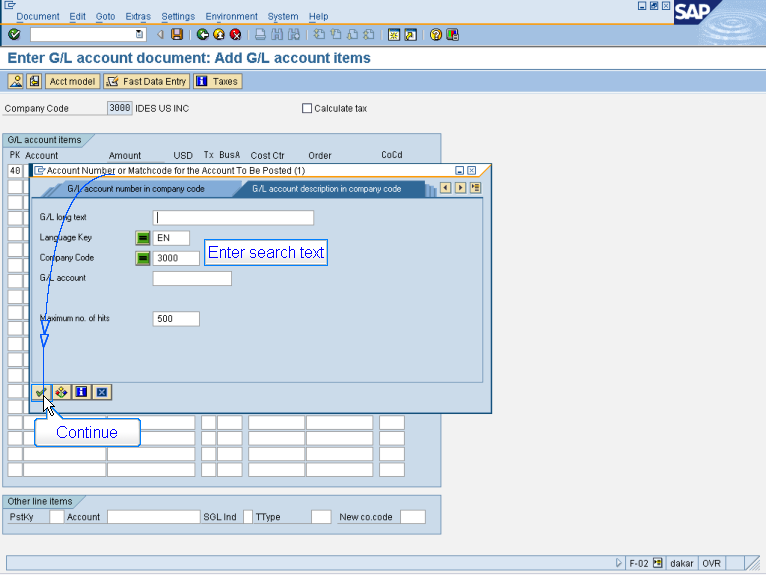 Document Edit Goto Extras Settings Environment System Help
SAP
Enter G/L account document: Add G/L account items
Acct model Fast Data Entry Taxes
Company Code 3000 IDES US INC Calculate tax
G/L account items
PK Account Amount USD Tx BusA Cost Ctr Order CoCd
40 Account Number or Matchcode for the Account To Be Posted (1)
G/L account number in company code G/L account description in company code
G/L long text
Language Key EN
Company Code 3000 Enter search text
G/L account
Maximum no. of hits 500
Continue
Other line items
PstKy Account SGL Ind TType New co.code
F-02 dakar OVR